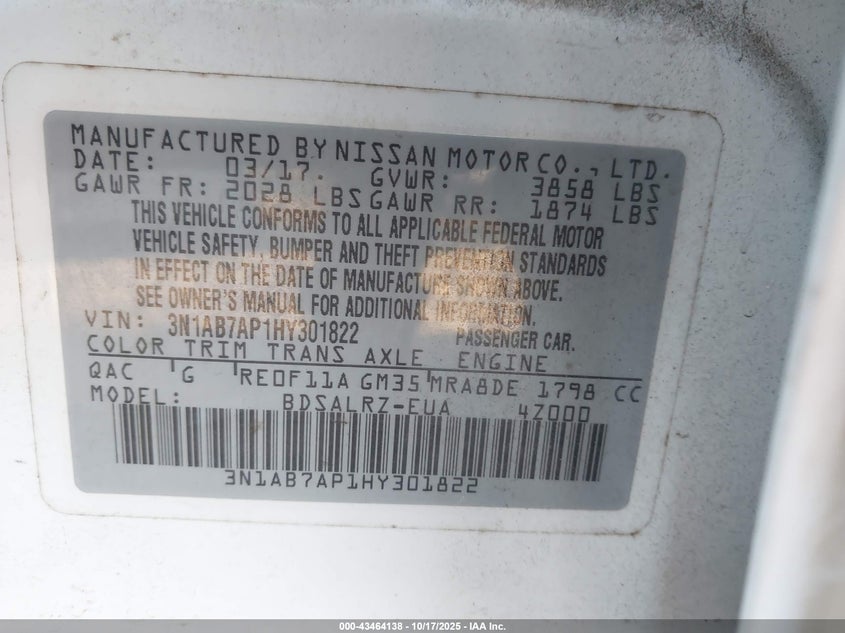 MANUFACTURED BY NISSAN MOTOR CO., LTD.
DATE: 03/17. GVWR: 3858 LBS
GAWR FR: 2028 LBS GAWR RR: 1874 LBS
THIS VEHICLE CONFORMS TO ALL APPLICABLE FEDERAL MOTOR
VEHICLE SAFETY, BUMPER AND THEFT PREVENTION STANDARDS
IN EFFECT ON THE DATE OF MANUFACTURE SHOWN ABOVE.
SEE OWNER'S MANUAL FOR ADDITIONAL INFORMATION.
VIN: 3N1AB7AP1HY301822 PASSENGER CAR.
COLOR TRIM TRANS AXLE ENGINE
QAC G RE0F11A GM35 MRA8DE 1798 CC
MODEL: BDSALRZ-EUA 4Z000
3N1AB7AP1HY301822
000-43464138 - 10/17/2025 - IAA Inc.